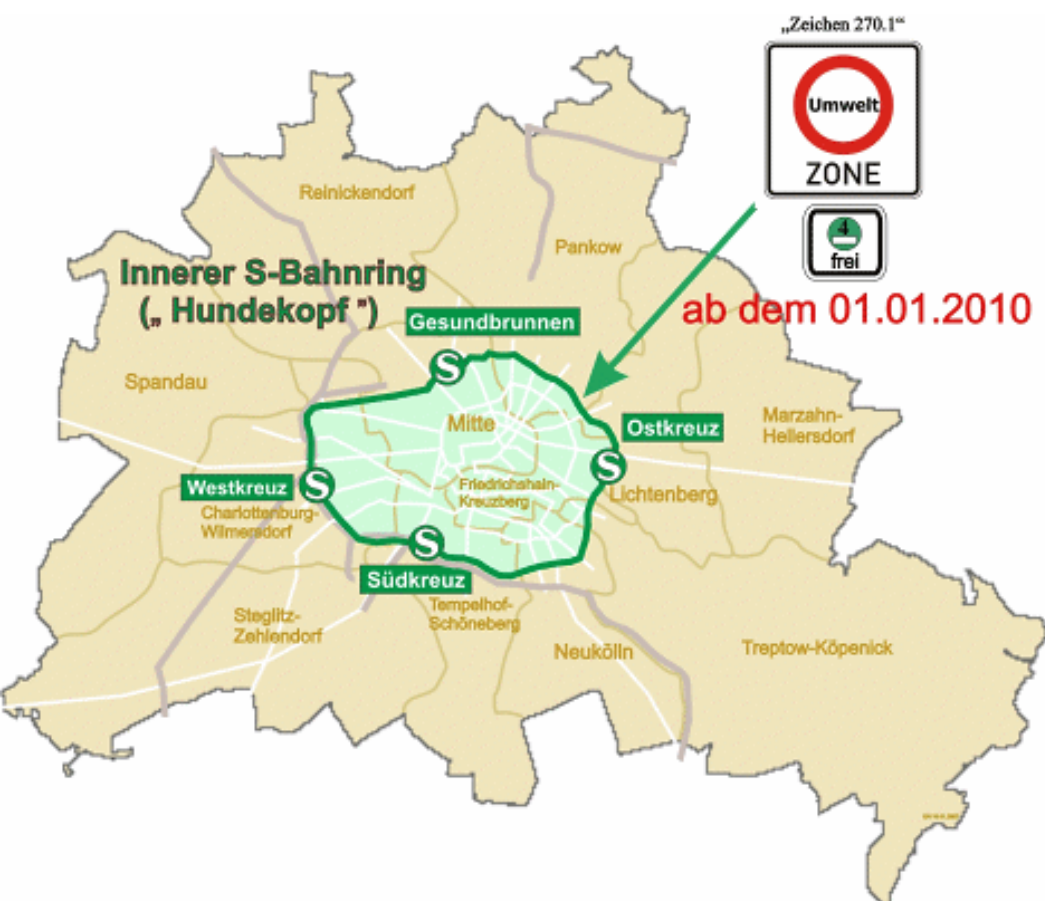 „Zeichen 270.1“
Umwelt
ZONE
4
frei
ab dem 01.01.2010
Reinickendorf
Pankow
Innerer S-Bahnring
(„ Hundekopf ”)
Gesundbrunnen
S
Spandau
Mitte
Ostkreuz
S
Marzahn-
Hellersdorf
Westkreuz
S
Friedrichshain-
Kreuzberg
Lichtenberg
Charlottenburg-
Wilmersdorf
S
Südkreuz
Tempelhof-
Schöneberg
Steglitz-
Zehlendorf
Neukölln
Treptow-Köpenick